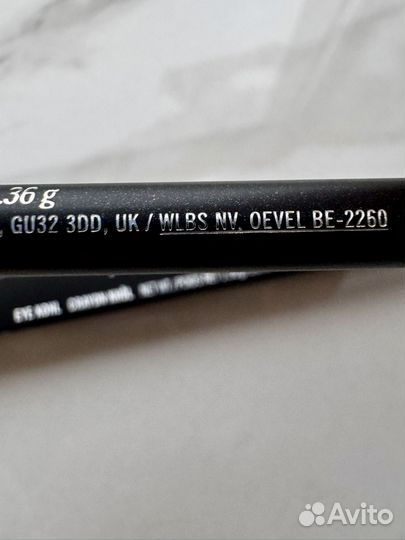 .36 g
, GU32 3DD, UK / WLBS NV, OEVEL BE-2260
EYE KOHL
Avito